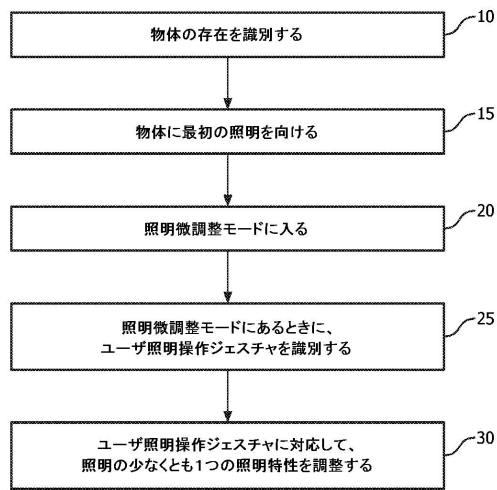 物体の存在を識別する
10
物体に最初の照明を向ける
15
照明微調整モードに入る
20
照明微調整モードにあるときに、
ユーザ照明操作ジェスチャを識別する
25
ユーザ照明操作ジェスチャに対応して、
照明の少なくとも1つの照明特性を調整する
30